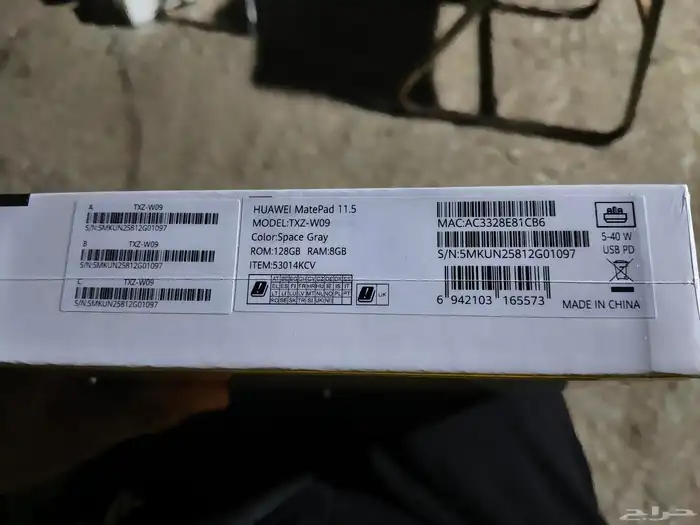 A TXZ-W09
S/N:5MKUN25812G01097
B TXZ-W09
S/N:5MKUN25812G01097
C TXZ-W09
S/N:5MKUN25812G01097
HUAWEI MatePad 11.5
MODEL:TXZ-W09
Color:Space Gray
ROM:128GB RAM:8GB
ITEM:53014KCV
UK
MAC:AC3328E81CB6
S/N:5MKUN25812G01097
6 942103 165573
5-40 W
USB PD
MADE IN CHINA
حراج